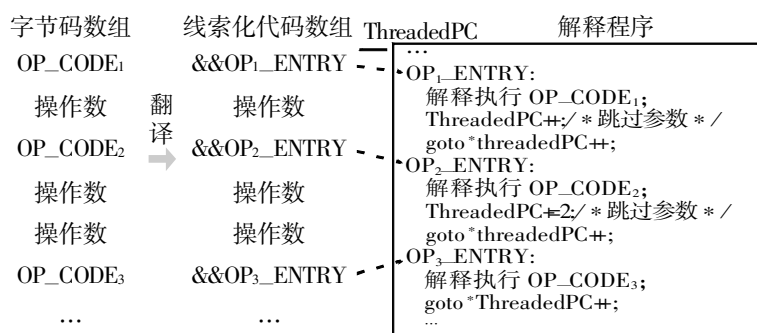 字节码数组
OP_CODE₁
操作数
OP_CODE₂
操作数
操作数
OP_CODE₃
…
翻译
线索化代码数组
&&OP₁_ENTRY
操作数
&&OP₂_ENTRY
操作数
操作数
&&OP₃_ENTRY
…
ThreadedPC
解释程序
…
OP₁_ENTRY:
解释执行 OP_CODE₁;
ThreadedPC++;/*跳过参数*/
goto *threadedPC++;
OP₂_ENTRY:
解释执行 OP_CODE₂;
ThreadedPC+=2;/*跳过参数*/
goto *threadedPC++;
OP₃_ENTRY:
解释执行 OP_CODE₃;
goto *ThreadedPC++;
…